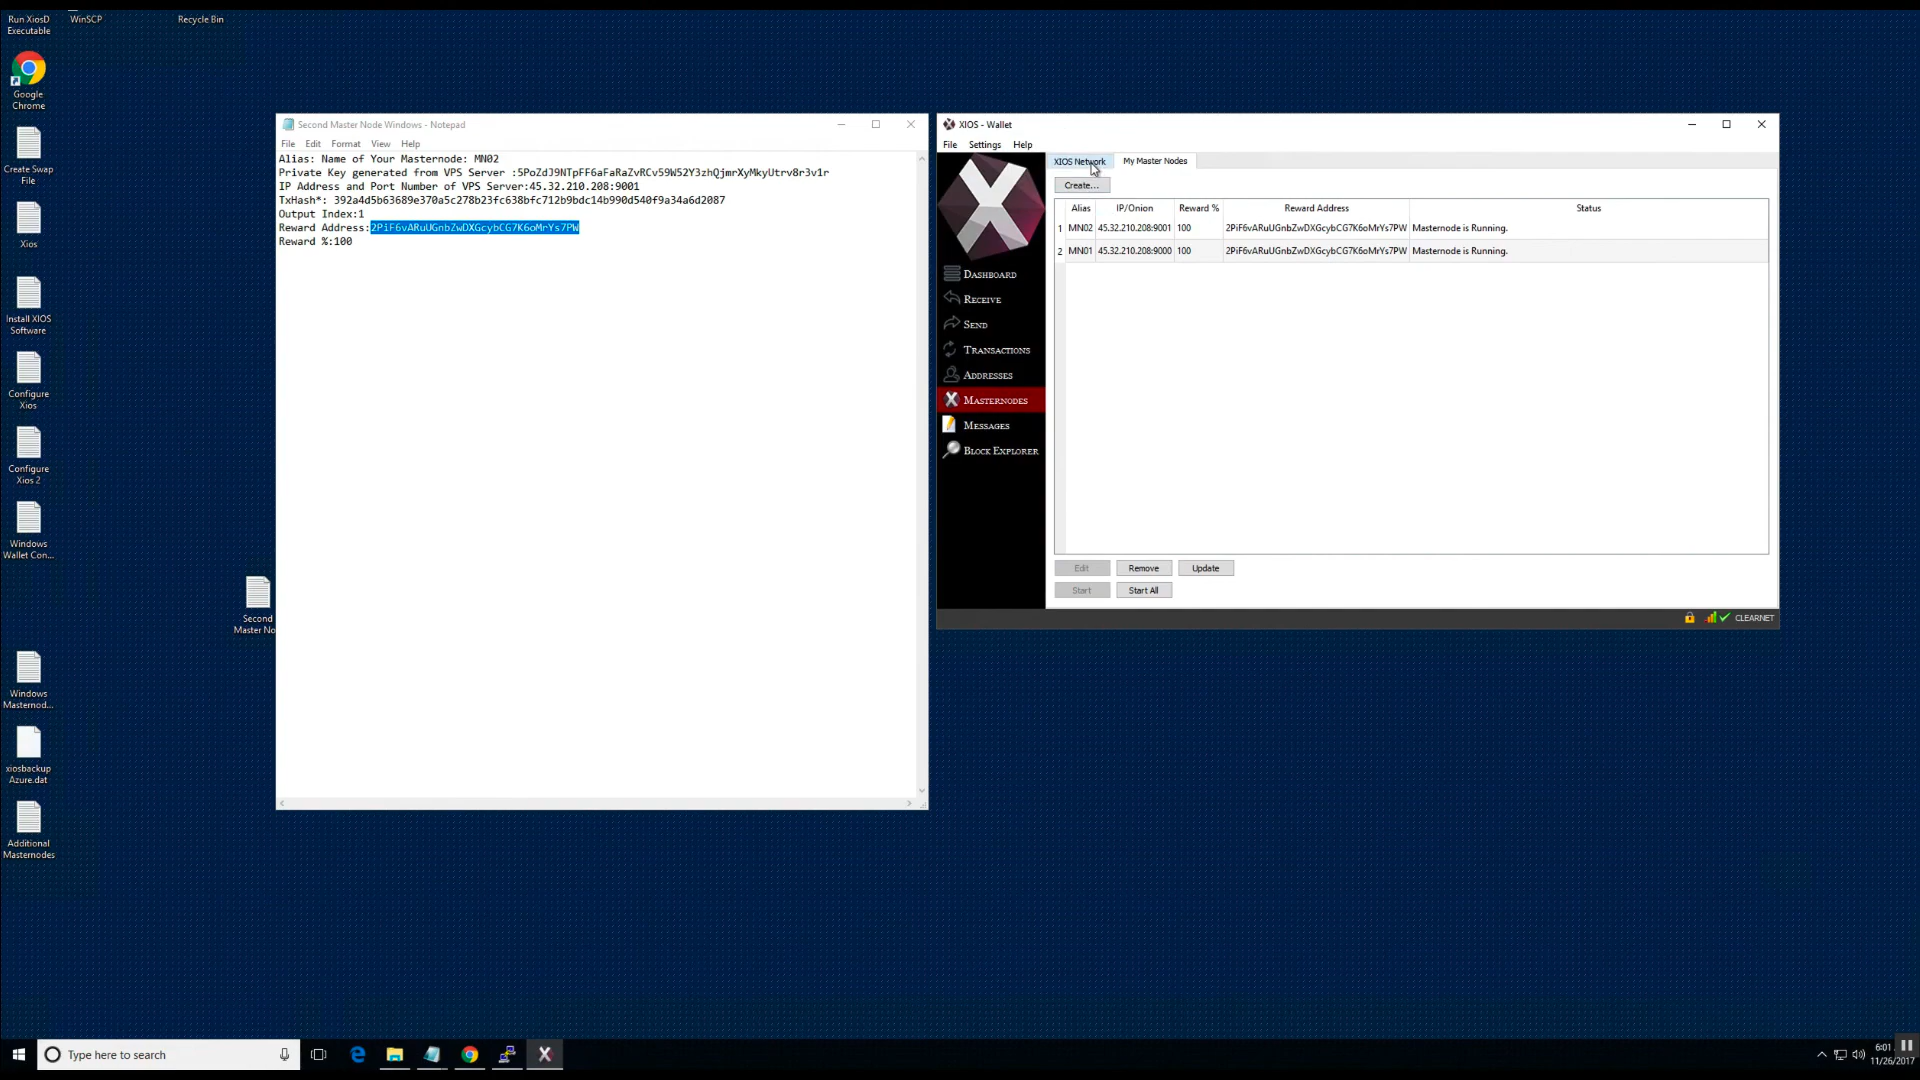 Run XiosD
Executable
WinSCP
Recycle Bin
Google
Chrome
Create Swap
File
Xios
Install XIOS
Software
Configure
Xios
Configure
Xios 2
Windows
Wallet Con...
Second
Master No
Windows
Masternod...
xiosbackup
Azure.dat
Additional
Masternodes
Second Master Node Windows - Notepad
File Edit Format View Help
Alias: Name of Your Masternode: MN02
Private Key generated from VPS Server :5PoZdJ9NTpFF6aFaRaZvRCv59W52Y3zhQjmrXyMkyUtrv8r3v1r
IP Address and Port Number of VPS Server:45.32.210.208:9001
TxHash*: 392a4d5b63689e370a5c278b23fc638bfc712b9bdc14b990d540f9a34a6d2087
Output Index:1
Reward Address:2PiF6vARuUGnbZwDXGcybCG7K6oMrYs7PW
Reward %:100
XIOS - Wallet
File Settings Help
XIOS Network My Master Nodes
Create...
Alias IP/Onion Reward % Reward Address Status
1 MN02 45.32.210.208:9001 100 2PiF6vARuUGnbZwDXGcybCG7K6oMrYs7PW Masternode is Running.
2 MN01 45.32.210.208:9000 100 2PiF6vARuUGnbZwDXGcybCG7K6oMrYs7PW Masternode is Running.
Dashboard
Receive
Send
Transactions
Addresses
Masternodes
Messages
Block Explorer
Edit Remove Update
Start Start All
CLEARNET
Type here to search
6:01
11/26/2017